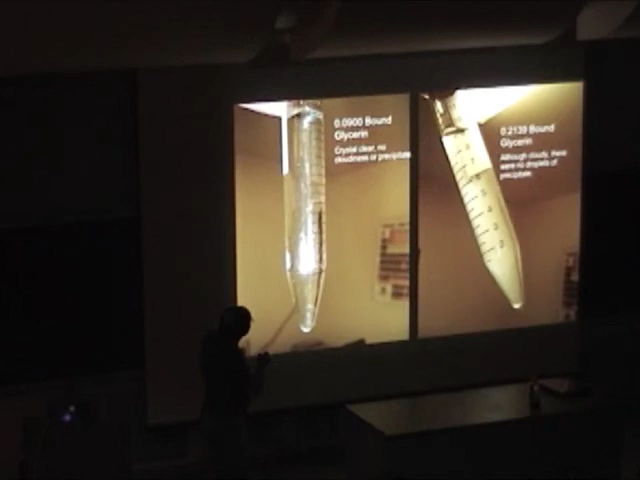 0.0900 Bound
Glycerin
Crystal clear, no
cloudiness or precipitate
0.2139 Bound
Glycerin
Although cloudy, there
were no droplets of
precipitate